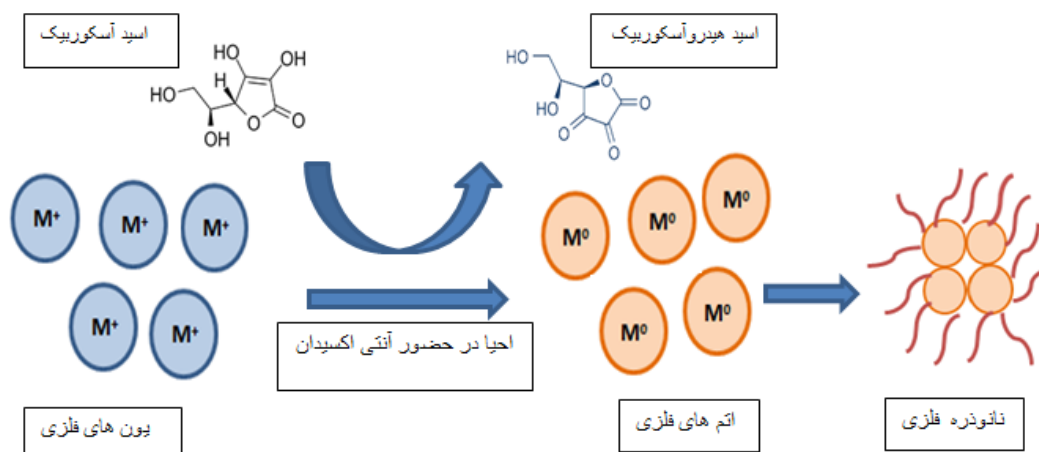 اسید آسکوربیک
اسید هیدروآسکوربیک
HO OH
H
HO
O
O
OH
HO
O
O
HO
O
O
M⁺ M⁺ M⁺
M⁺ M⁺
M⁰ M⁰ M⁰
M⁰ M⁰
احیا در حضور آنتی اکسیدان
یون های فلزی
اتم های فلزی
نانوذره فلزی